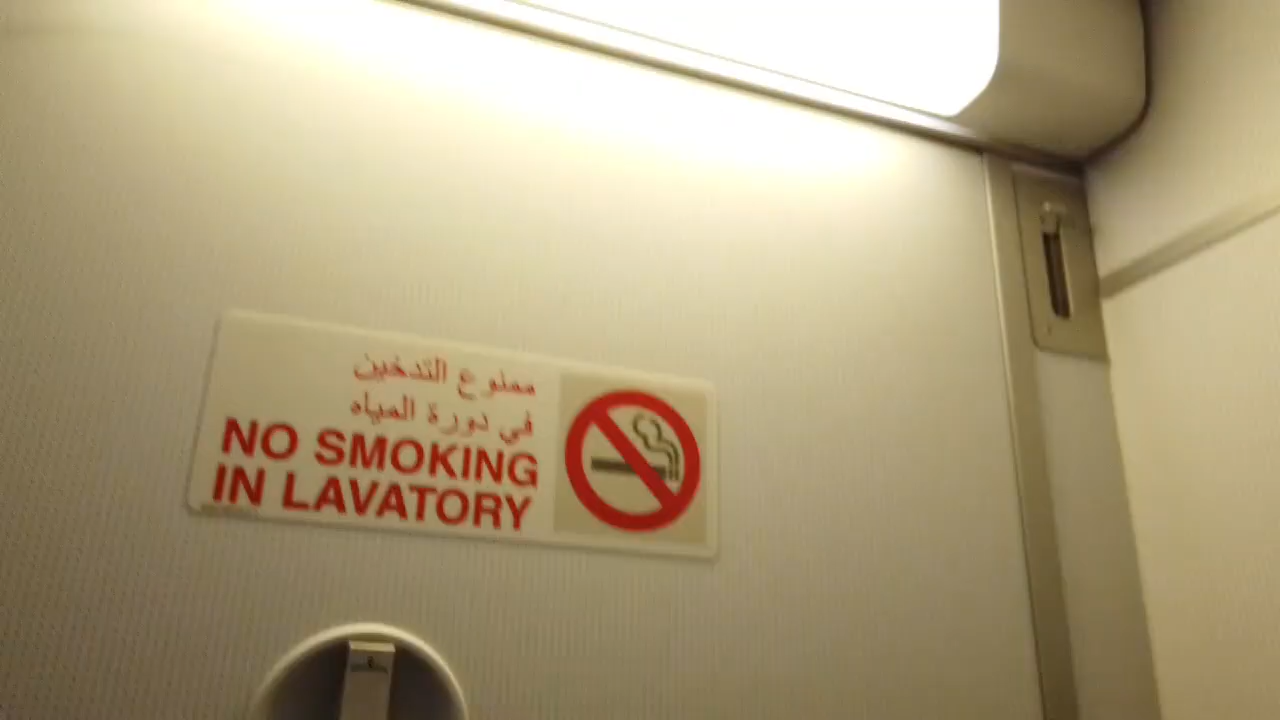 ممنوع التدخين
في دورة المياه
NO SMOKING
IN LAVATORY